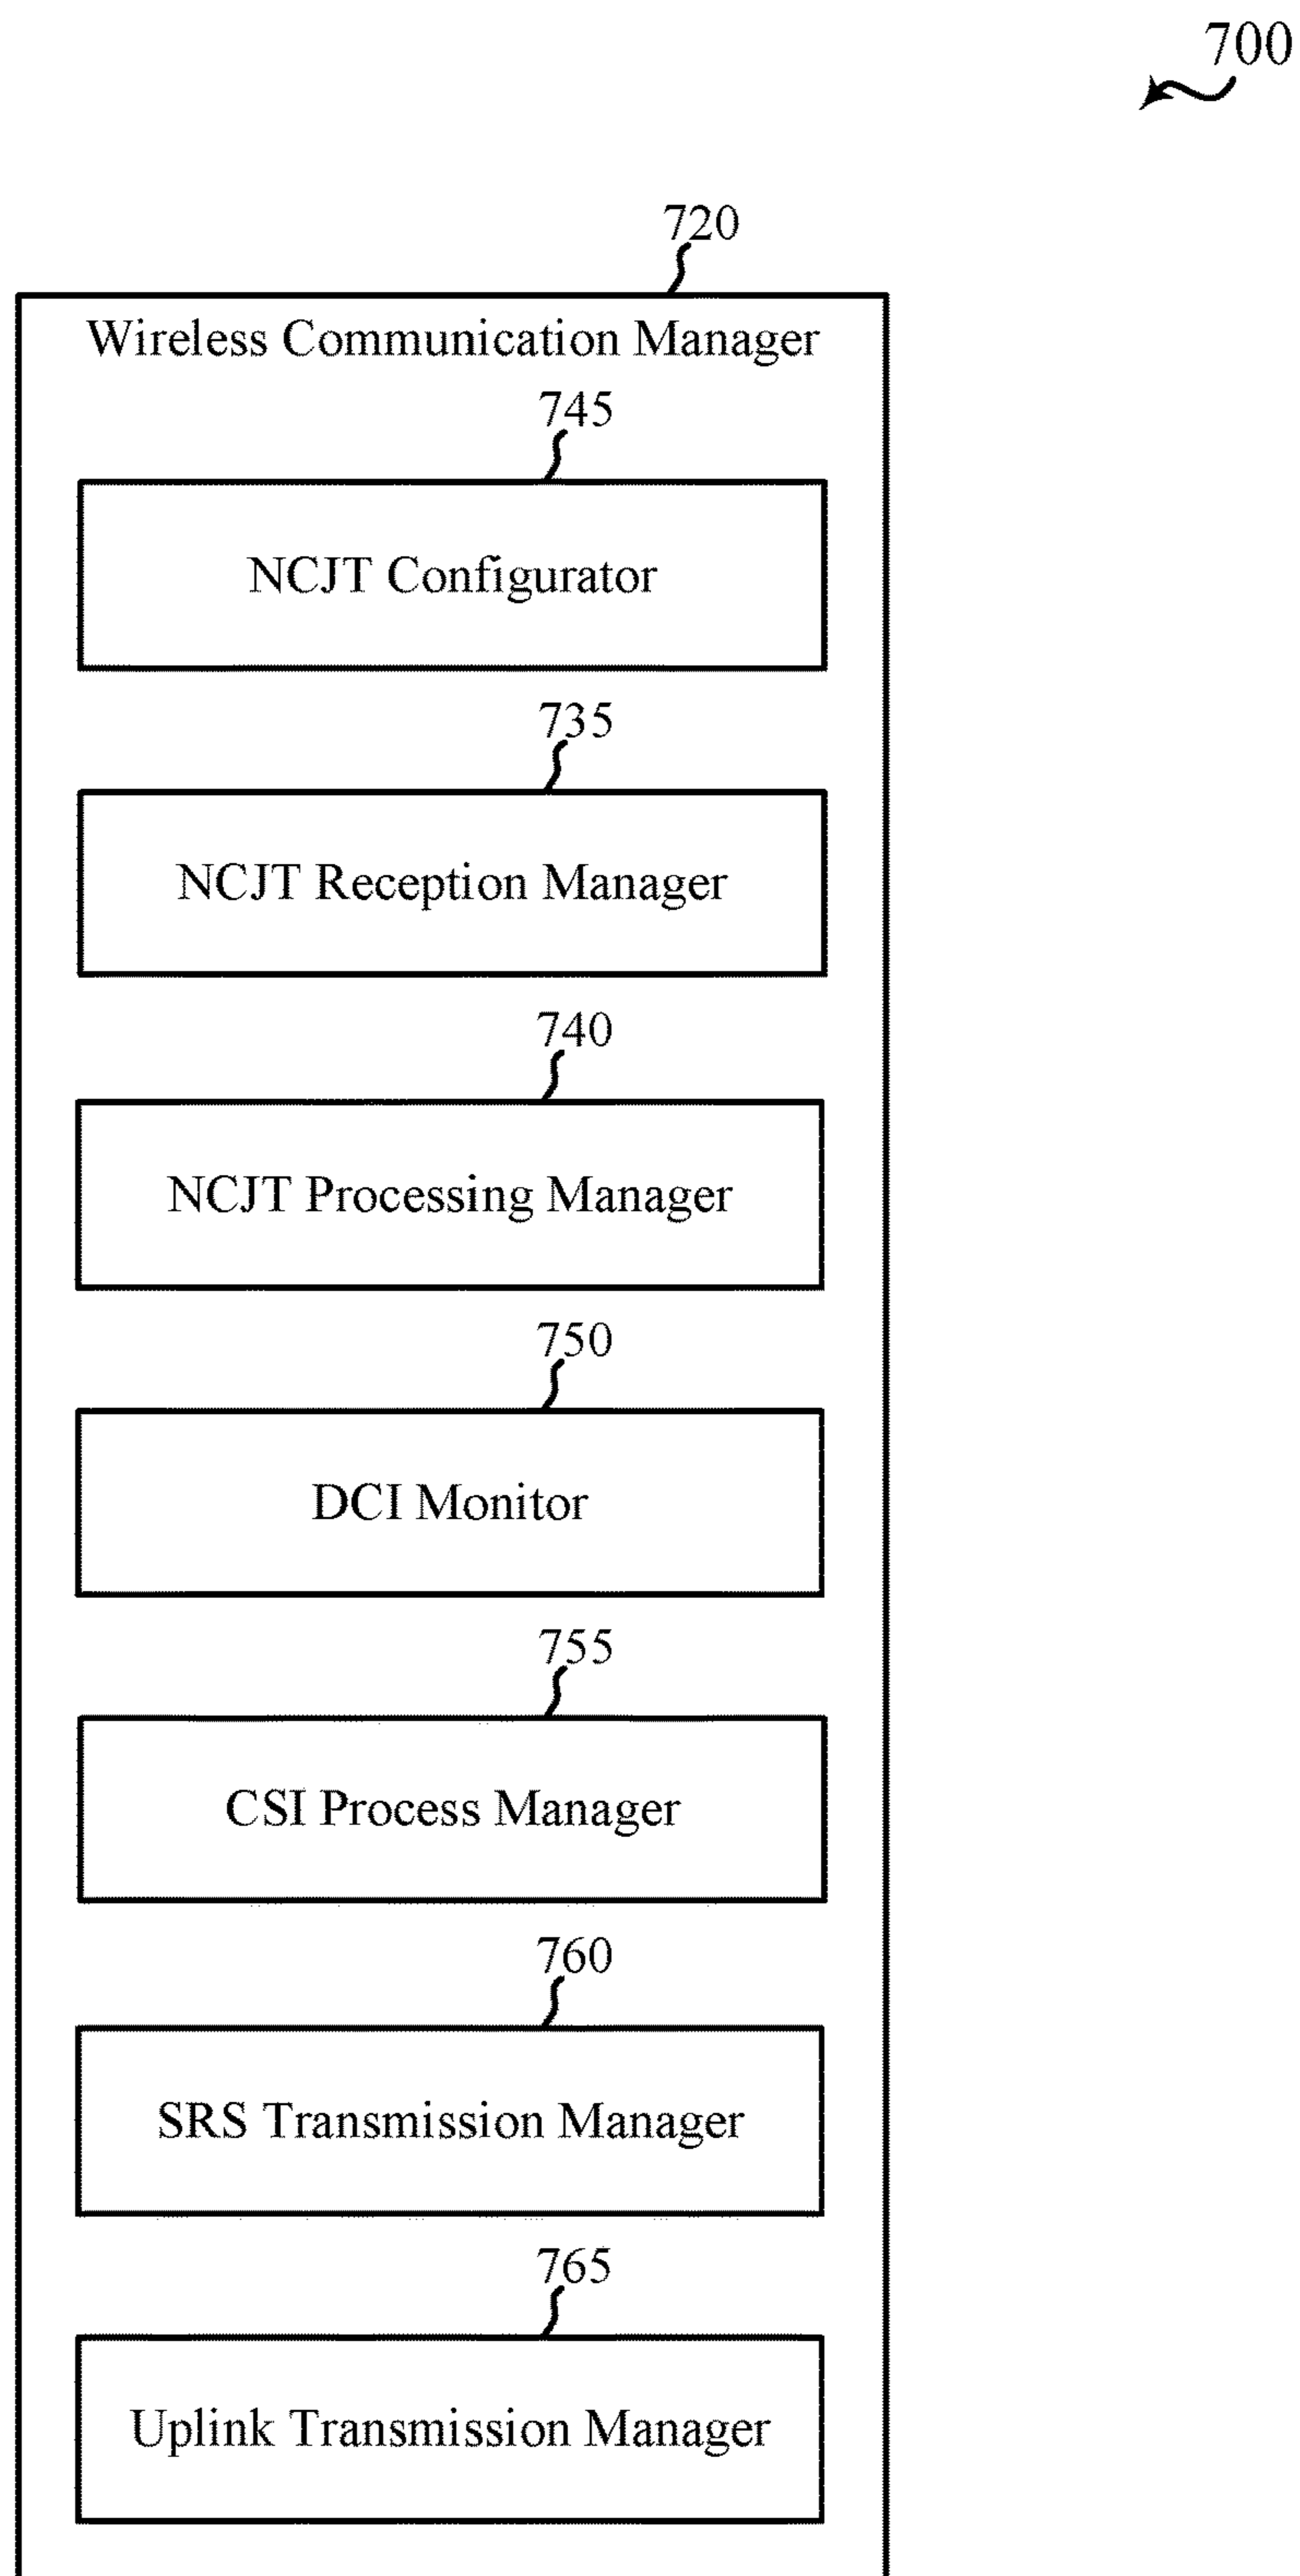 700
720
Wireless Communication Manager
745
NCJT Configurator
735
NCJT Reception Manager
740
NCJT Processing Manager
750
DCI Monitor
755
CSI Process Manager
760
SRS Transmission Manager
765
Uplink Transmission Manager